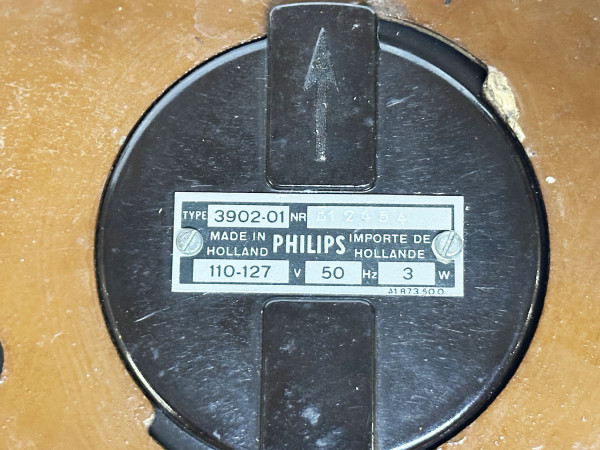 TYPE 3902-01 NR
MADE IN HOLLAND PHILIPS IMPORTE DE HOLLANDE
110-127 V 50 Hz 3 W